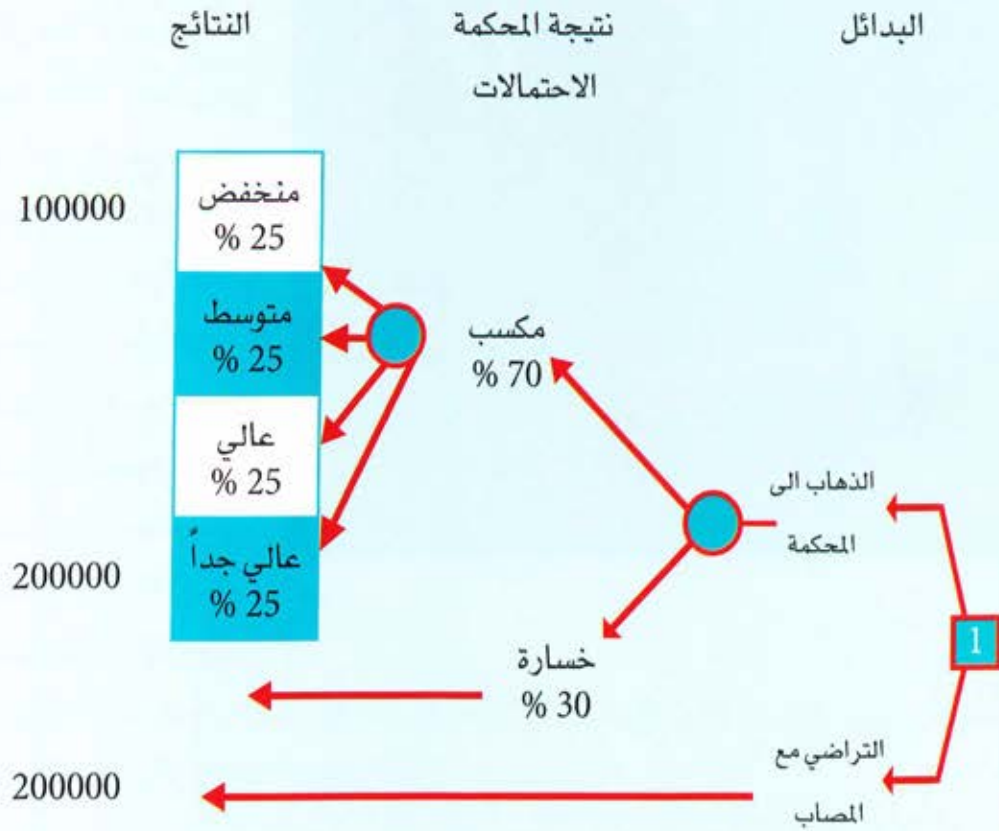 البدائل
نتيجة المحكمة
الاحتمالات
النتائج
منخفض
% 25
100000
متوسط
% 25
مكسب
% 70
عالي
% 25
الذهاب الى
المحكمة
عالي جداً
% 25
200000
1
خسارة
% 30
التراضي مع
المصاب
200000